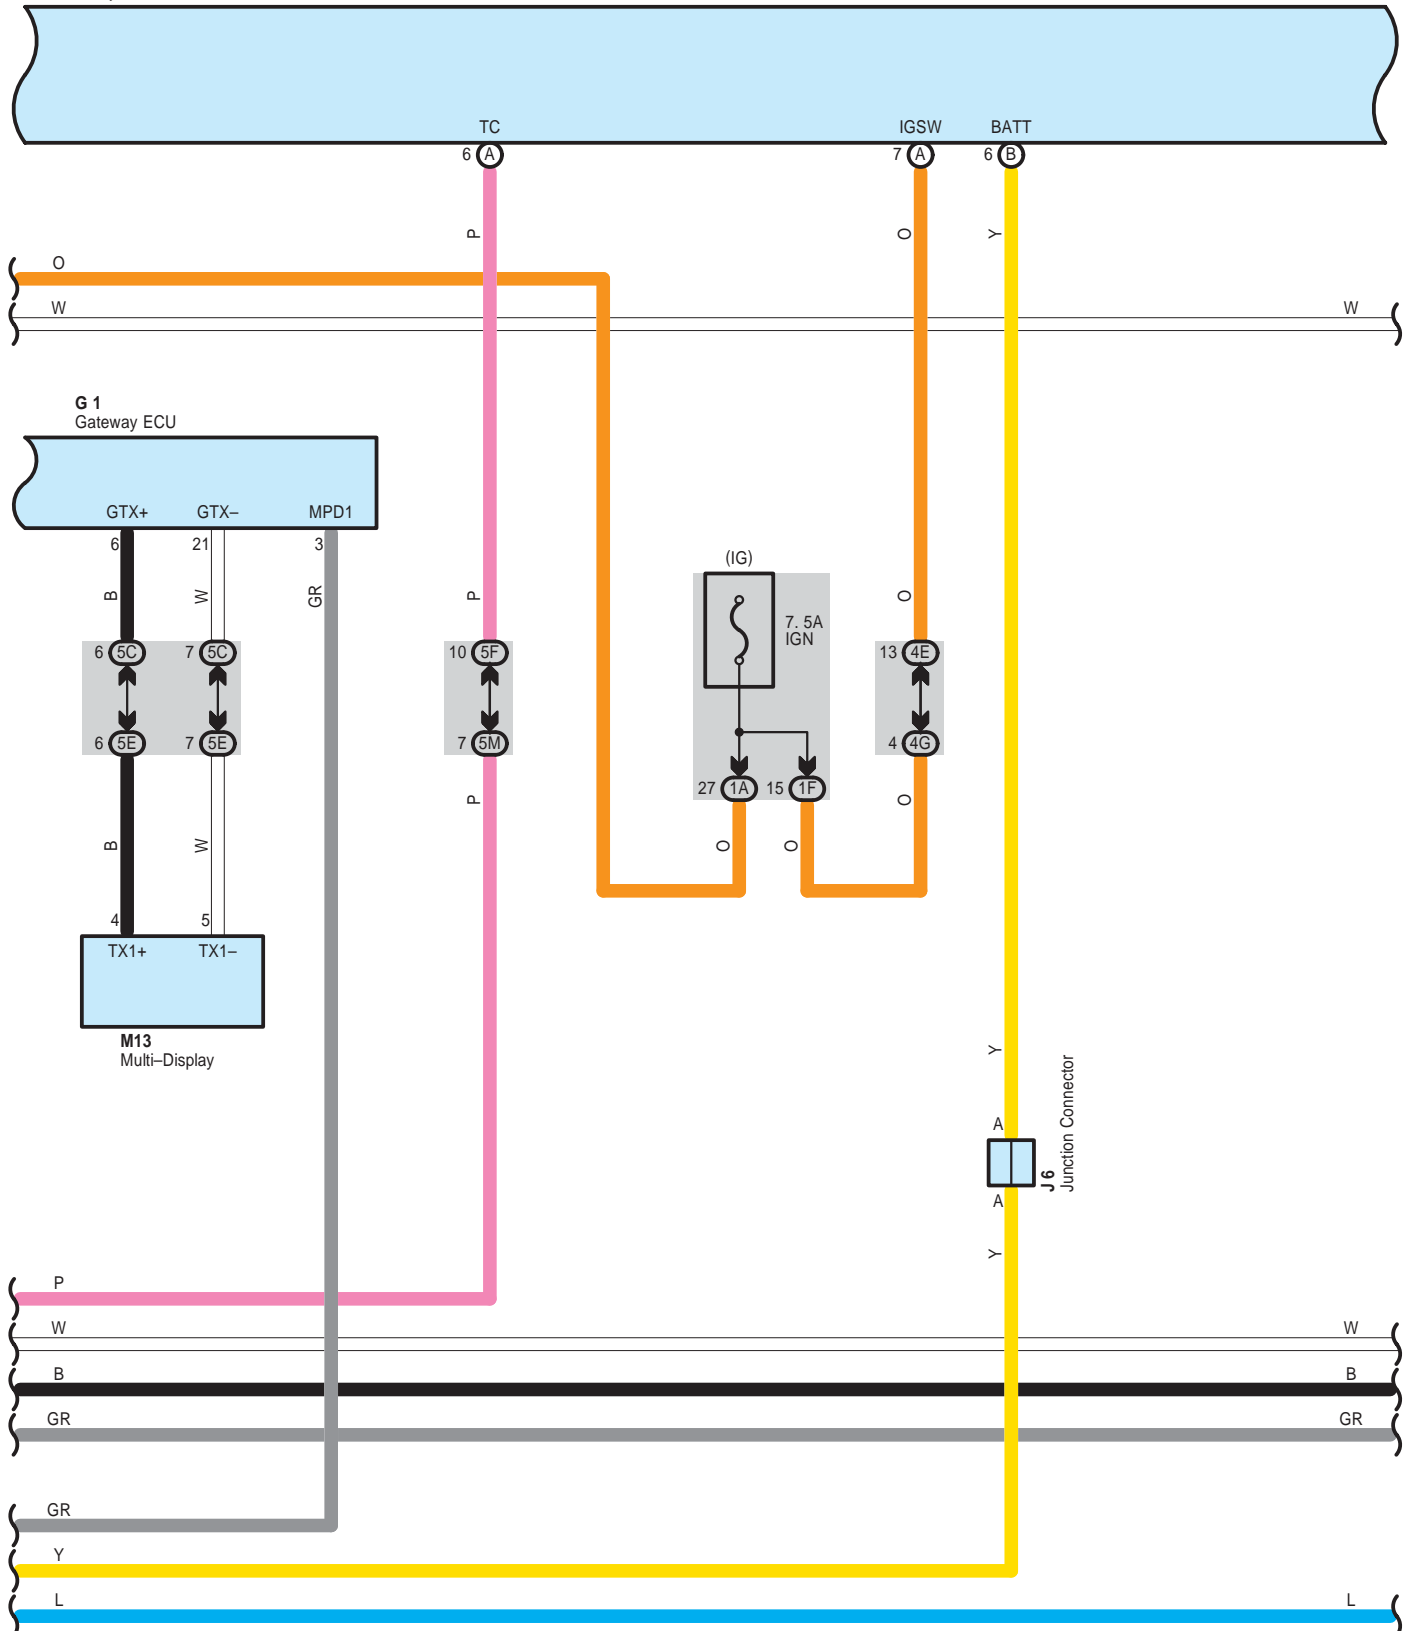 TC IGSW BATT
6 A 7 A 6 B
P O Y
O
W W
G 1
Gateway ECU
GTX+ GTX– MPD1
6 21 3
B W GR P O
(IG)
7. 5A
IGN
6 5C 7 5C 10 5F 13 4E
6 5E 7 5E 7 5M 4 4G
27 1A 15 1F
P O
B W O O
4 5
TX1+ TX1–
M13
Multi–Display
Y
A
J 6
Junction Connector
A
Y
P
W W
B B
GR GR
GR
Y
L L